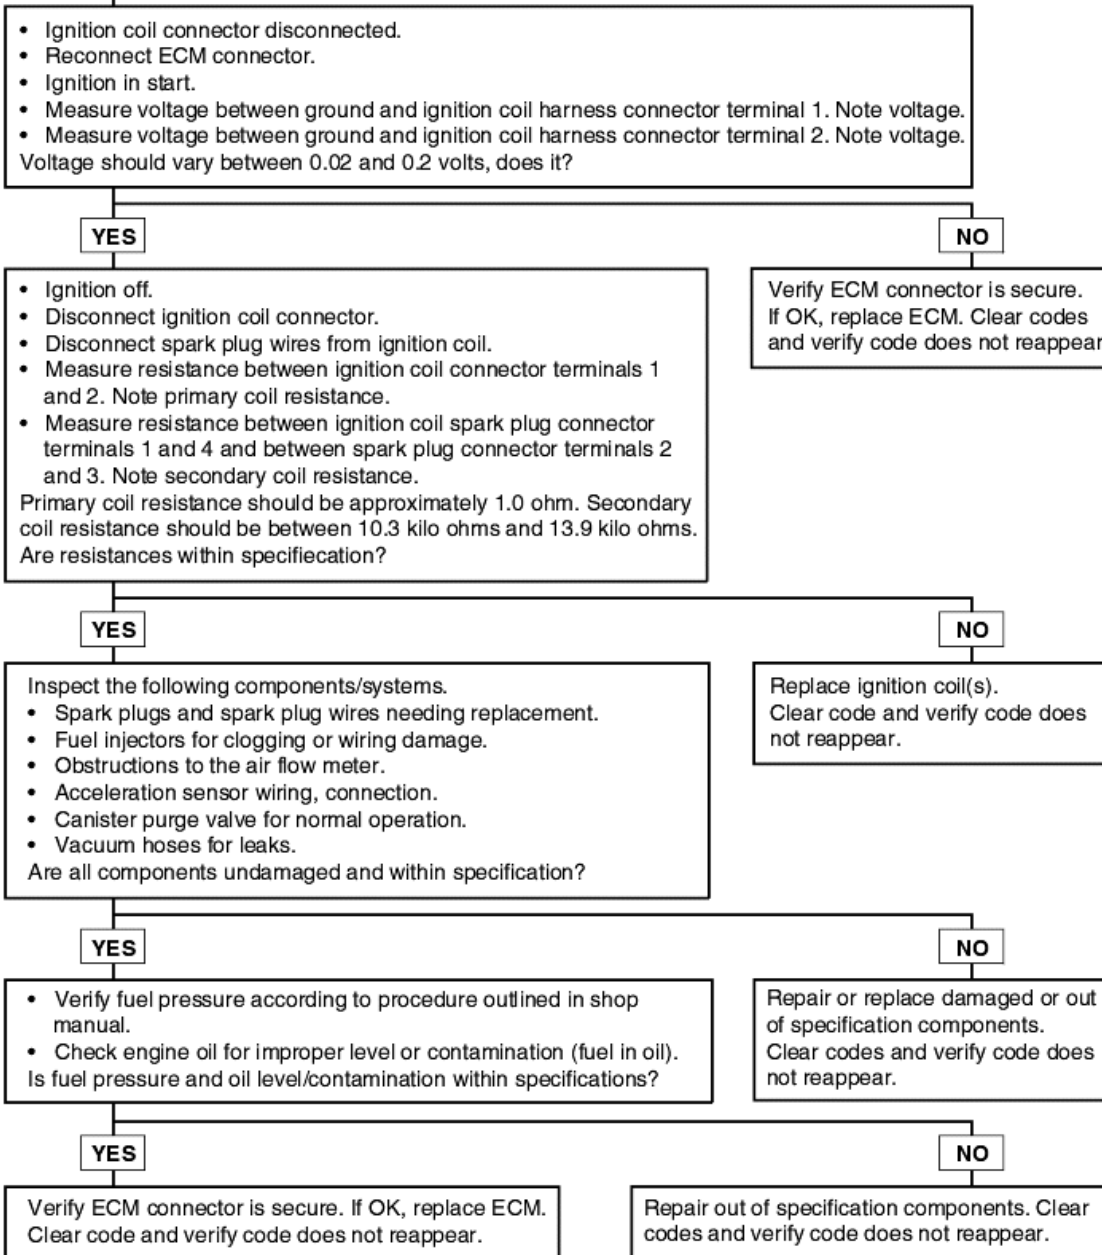 • Ignition coil connector disconnected.
• Reconnect ECM connector.
• Ignition in start.
• Measure voltage between ground and ignition coil harness connector terminal 1. Note voltage.
• Measure voltage between ground and ignition coil harness connector terminal 2. Note voltage.
Voltage should vary between 0.02 and 0.2 volts, does it?
YES
NO
• Ignition off.
• Disconnect ignition coil connector.
• Disconnect spark plug wires from ignition coil.
• Measure resistance between ignition coil connector terminals 1
and 2. Note primary coil resistance.
• Measure resistance between ignition coil spark plug connector
terminals 1 and 4 and between spark plug connector terminals 2
and 3. Note secondary coil resistance.
Primary coil resistance should be approximately 1.0 ohm. Secondary
coil resistance should be between 10.3 kilo ohms and 13.9 kilo ohms.
Are resistances within specifiecation?
Verify ECM connector is secure.
If OK, replace ECM. Clear codes
and verify code does not reappear
YES
NO
Inspect the following components/systems.
• Spark plugs and spark plug wires needing replacement.
• Fuel injectors for clogging or wiring damage.
• Obstructions to the air flow meter.
• Acceleration sensor wiring, connection.
• Canister purge valve for normal operation.
• Vacuum hoses for leaks.
Are all components undamaged and within specification?
Replace ignition coil(s).
Clear code and verify code does
not reappear.
YES
NO
• Verify fuel pressure according to procedure outlined in shop
manual.
• Check engine oil for improper level or contamination (fuel in oil).
Is fuel pressure and oil level/contamination within specifications?
Repair or replace damaged or out
of specification components.
Clear codes and verify code does
not reappear.
YES
NO
Verify ECM connector is secure. If OK, replace ECM.
Clear code and verify code does not reappear.
Repair out of specification components. Clear
codes and verify code does not reappear.